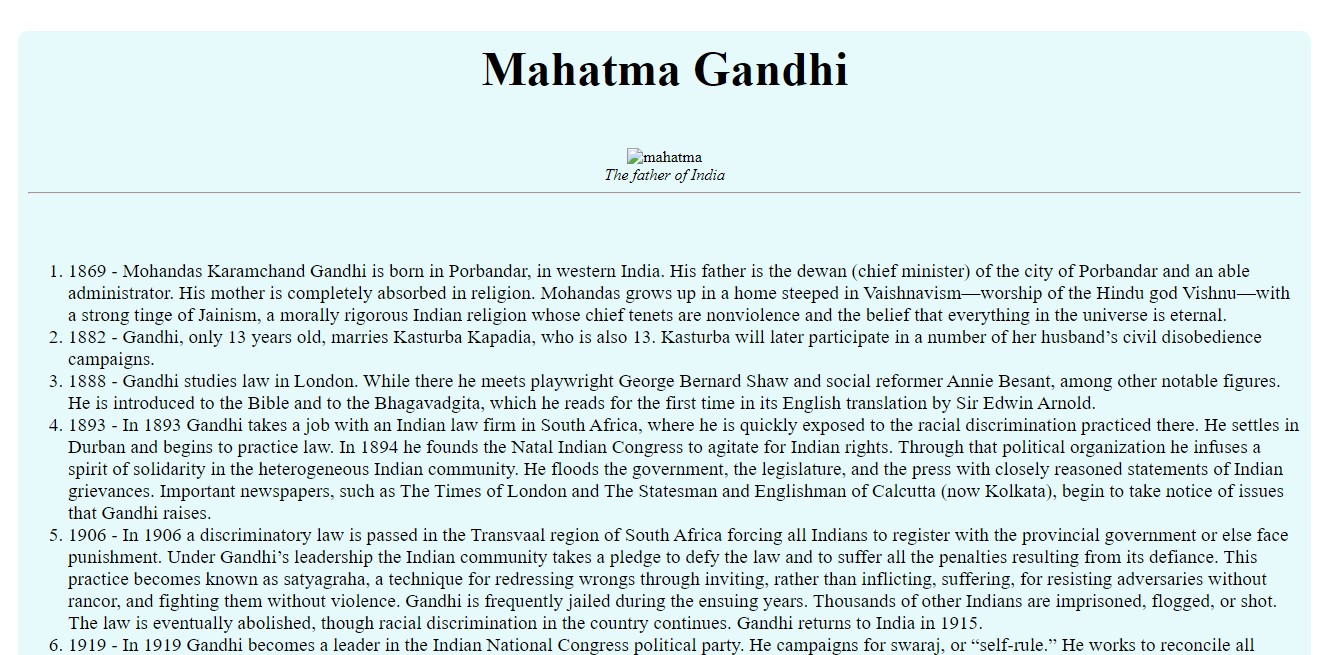 Mahatma Gandhi
mahatma
The father of India
1. 1869 - Mohandas Karamchand Gandhi is born in Porbandar, in western India. His father is the dewan (chief minister) of the city of Porbandar and an able
administrator. His mother is completely absorbed in religion. Mohandas grows up in a home steeped in Vaishnavism—worship of the Hindu god Vishnu—with
a strong tinge of Jainism, a morally rigorous Indian religion whose chief tenets are nonviolence and the belief that everything in the universe is eternal.
2. 1882 - Gandhi, only 13 years old, marries Kasturba Kapadia, who is also 13. Kasturba will later participate in a number of her husband’s civil disobedience
campaigns.
3. 1888 - Gandhi studies law in London. While there he meets playwright George Bernard Shaw and social reformer Annie Besant, among other notable figures.
He is introduced to the Bible and to the Bhagavadgita, which he reads for the first time in its English translation by Sir Edwin Arnold.
4. 1893 - In 1893 Gandhi takes a job with an Indian law firm in South Africa, where he is quickly exposed to the racial discrimination practiced there. He settles in
Durban and begins to practice law. In 1894 he founds the Natal Indian Congress to agitate for Indian rights. Through that political organization he infuses a
spirit of solidarity in the heterogeneous Indian community. He floods the government, the legislature, and the press with closely reasoned statements of Indian
grievances. Important newspapers, such as The Times of London and The Statesman and Englishman of Calcutta (now Kolkata), begin to take notice of issues
that Gandhi raises.
5. 1906 - In 1906 a discriminatory law is passed in the Transvaal region of South Africa forcing all Indians to register with the provincial government or else face
punishment. Under Gandhi’s leadership the Indian community takes a pledge to defy the law and to suffer all the penalties resulting from its defiance. This
practice becomes known as satyagraha, a technique for redressing wrongs through inviting, rather than inflicting, suffering, for resisting adversaries without
rancor, and fighting them without violence. Gandhi is frequently jailed during the ensuing years. Thousands of other Indians are imprisoned, flogged, or shot.
The law is eventually abolished, though racial discrimination in the country continues. Gandhi returns to India in 1915.
6. 1919 - In 1919 Gandhi becomes a leader in the Indian National Congress political party. He campaigns for swaraj, or “self-rule.” He works to reconcile all